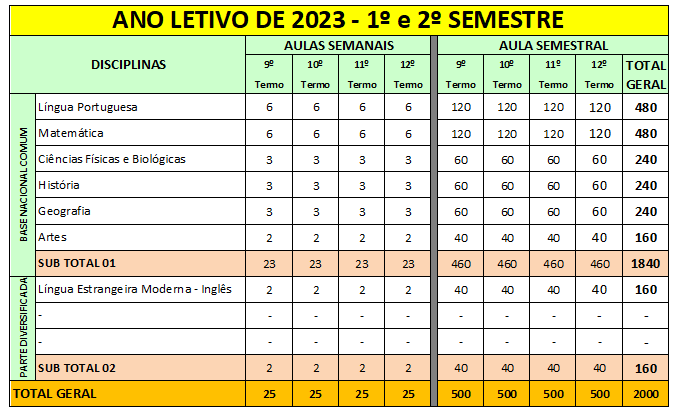 ANO LETIVO DE 2023 - 1º e 2º SEMESTRE
DISCIPLINAS AULAS SEMANAIS AULA SEMESTRAL
9º 10º 11º 12º 9º 10º 11º 12º TOTAL
Termo Termo Termo Termo Termo Termo Termo Termo GERAL
BASE NACIONAL COMUM
Língua Portuguesa 6 6 6 6 120 120 120 120 480
Matemática 6 6 6 6 120 120 120 120 480
Ciências Físicas e Biológicas 3 3 3 3 60 60 60 60 240
História 3 3 3 3 60 60 60 60 240
Geografia 3 3 3 3 60 60 60 60 240
Artes 2 2 2 2 40 40 40 40 160
SUB TOTAL 01 23 23 23 23 460 460 460 460 1840
PARTE DIVERSIFICADA
Língua Estrangeira Moderna - Inglês 2 2 2 2 40 40 40 40 160
- - - - - - - - - -
- - - - - - - - - -
SUB TOTAL 02 2 2 2 2 40 40 40 40 160
TOTAL GERAL 25 25 25 25 500 500 500 500 2000